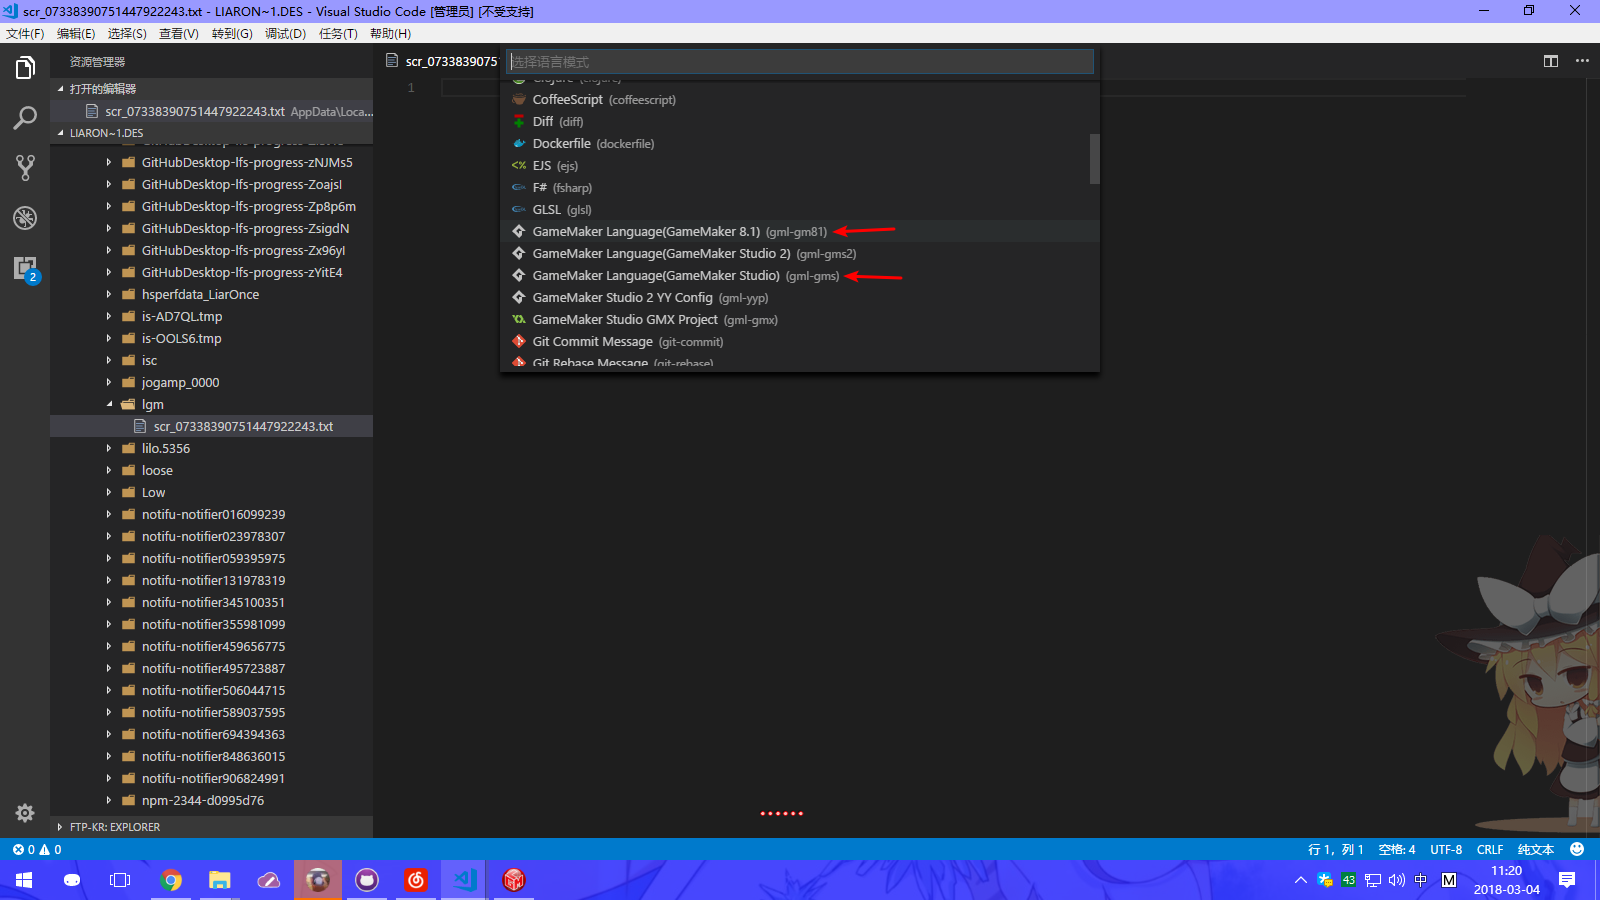 scr_07338390751447922243.txt - LIARON~1.DES - Visual Studio Code [管理员] [不受支持]
文件(F) 编辑(E) 选择(S) 查看(V) 转到(G) 调试(D) 任务(T) 帮助(H)
资源管理器
打开的编辑器
scr_07338390751447922243.txt AppData\Loca...
LIARON~1.DES
GitHubDesktop-lfs-progress-zNJMs5
GitHubDesktop-lfs-progress-ZoajsI
GitHubDesktop-lfs-progress-Zp8p6m
GitHubDesktop-lfs-progress-ZsigdN
GitHubDesktop-lfs-progress-Zx96yI
GitHubDesktop-lfs-progress-zYitE4
hsperfdata_LiarOnce
is-AD7QL.tmp
is-OOLS6.tmp
isc
jogamp_0000
lgm
scr_07338390751447922243.txt
lilo.5356
loose
Low
notifu-notifier016099239
notifu-notifier023978307
notifu-notifier059395975
notifu-notifier131978319
notifu-notifier345100351
notifu-notifier355981099
notifu-notifier459656775
notifu-notifier495723887
notifu-notifier506044715
notifu-notifier589037595
notifu-notifier694394363
notifu-notifier848636015
notifu-notifier906824991
npm-2344-d0995d76
FTP-KR: EXPLORER
2
scr_0733839075
1
选择语言模式
Clojure (clojure)
CoffeeScript (coffeescript)
Diff (diff)
Dockerfile (dockerfile)
EJS (ejs)
F# (fsharp)
GLSL (glsl)
GameMaker Language(GameMaker 8.1) (gml-gm81)
GameMaker Language(GameMaker Studio 2) (gml-gms2)
GameMaker Language(GameMaker Studio) (gml-gms)
GameMaker Studio 2 YY Config (gml-yyp)
GameMaker Studio GMX Project (gml-gmx)
Git Commit Message (git-commit)
Git Rebase Message (git-rebase)
0 0
行 1，列 1 空格: 4 UTF-8 CRLF 纯文本
43 中 M
11:20
2018-03-04